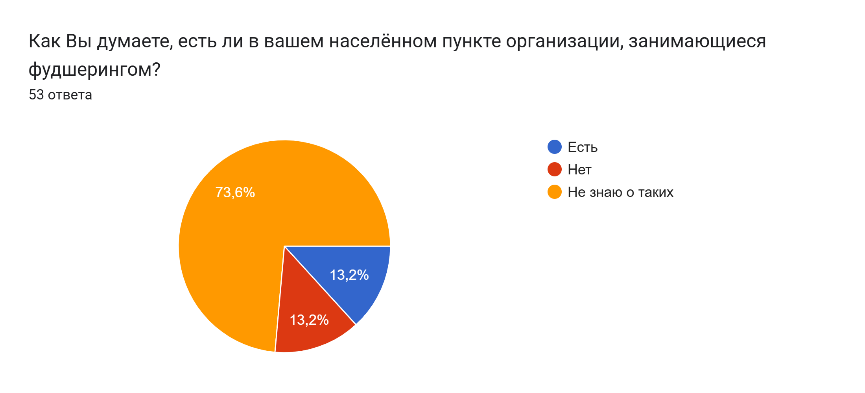 Как Вы думаете, есть ли в вашем населённом пункте организации, занимающиеся
фудшерингом?
53 ответа
Есть
Нет
Не знаю о таких
73,6%
13,2%
13,2%